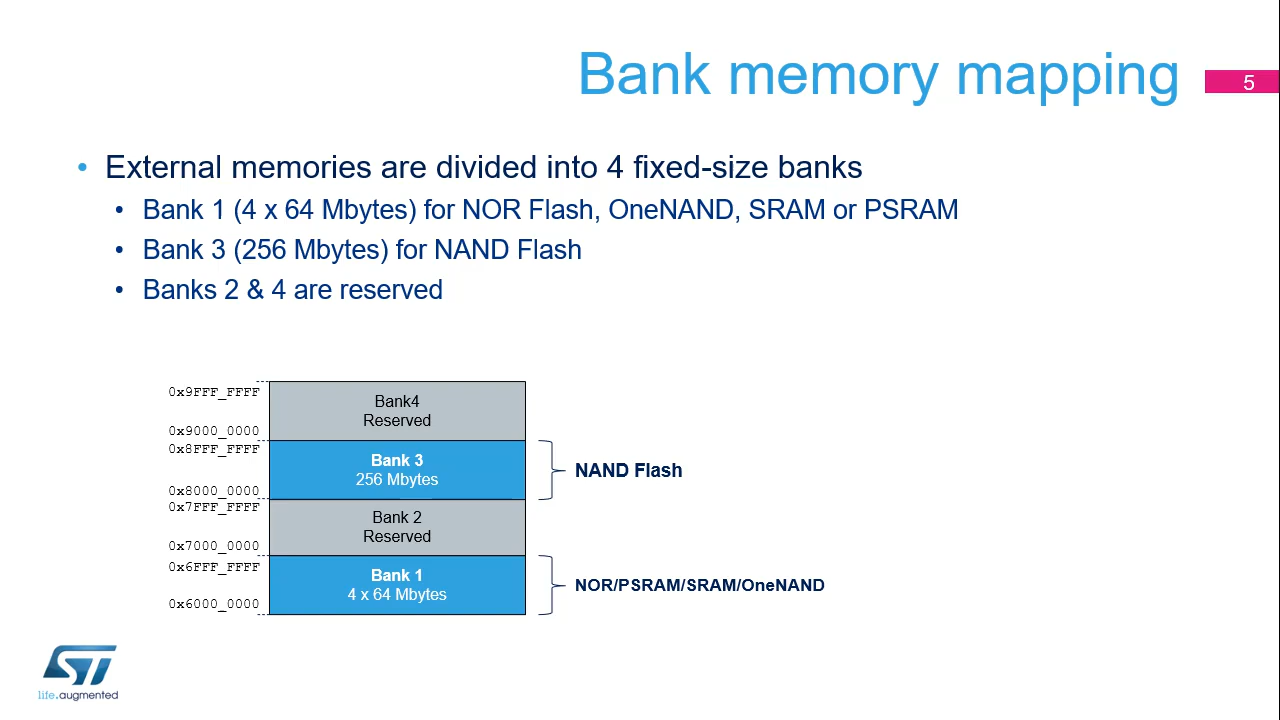 Bank memory mapping
5
• External memories are divided into 4 fixed-size banks
• Bank 1 (4 x 64 Mbytes) for NOR Flash, OneNAND, SRAM or PSRAM
• Bank 3 (256 Mbytes) for NAND Flash
• Banks 2 & 4 are reserved
0x9FFF_FFFF
Bank4
Reserved
0x9000_0000
0x8FFF_FFFF
Bank 3
256 Mbytes
NAND Flash
0x8000_0000
0x7FFF_FFFF
Bank 2
Reserved
0x7000_0000
0x6FFF_FFFF
Bank 1
4 x 64 Mbytes
NOR/PSRAM/SRAM/OneNAND
0x6000_0000
ST
life.augmented